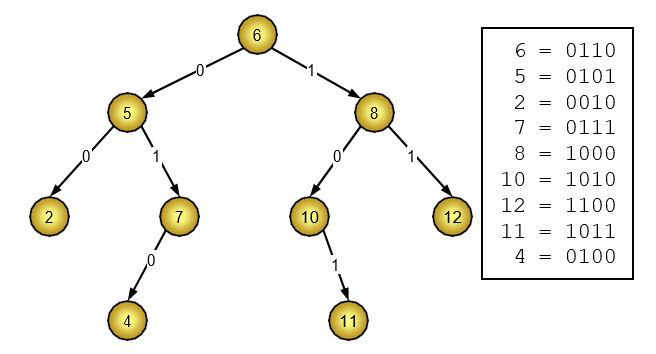 6
0
1
5
8
0
1
0
1
2
7
10
12
0
1
4
11
6 = 0110
5 = 0101
2 = 0010
7 = 0111
8 = 1000
10 = 1010
12 = 1100
11 = 1011
4 = 0100